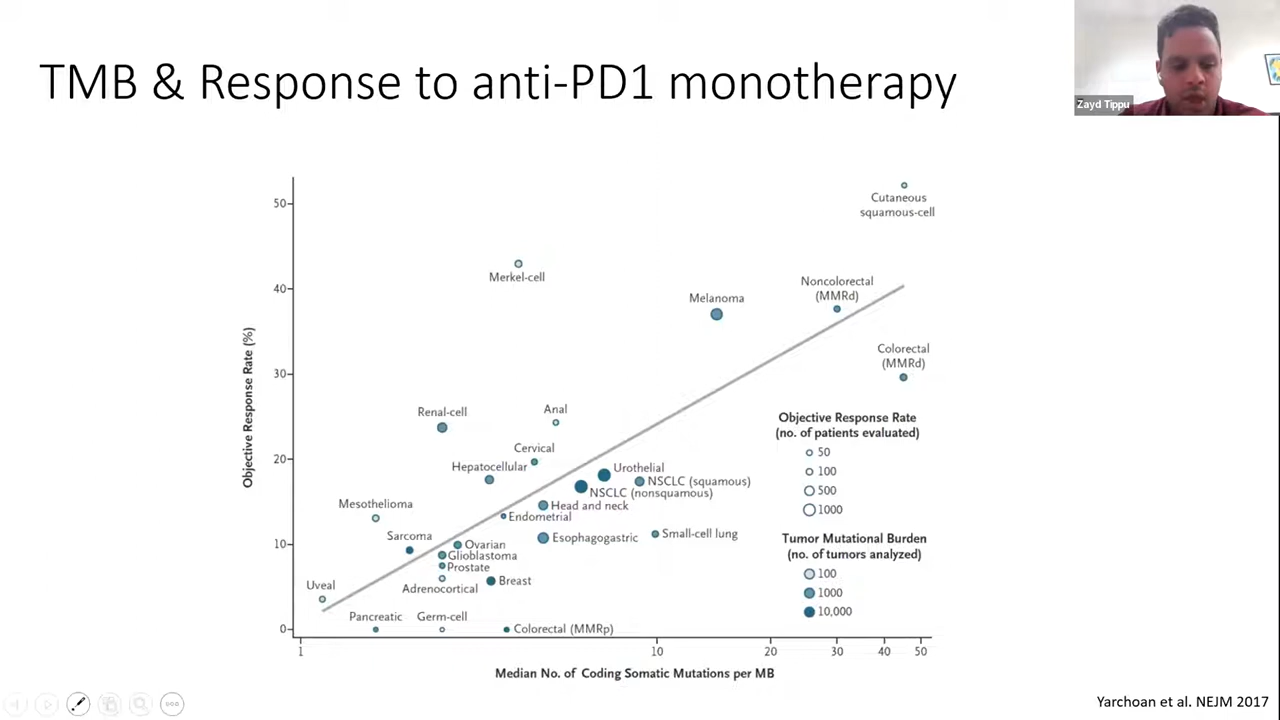 TMB & Response to anti-PD1 monotherapy
Zayd Tippu
Objective Response Rate (%)
50
40
30
20
10
0
Cutaneous
squamous-cell
Merkel-cell
Melanoma
Noncolorectal
(MMRd)
Colorectal
(MMRd)
Renal-cell
Anal
Cervical
Hepatocellular
Urothelial
NSCLC (squamous)
NSCLC (nonsquamous)
Mesothelioma
Head and neck
Endometrial
Sarcoma
Esophagogastric
Small-cell lung
Ovarian
Glioblastoma
Prostate
Adrenocortical
Breast
Uveal
Pancreatic
Germ-cell
Colorectal (MMRp)
Objective Response Rate
(no. of patients evaluated)
50
100
500
1000
Tumor Mutational Burden
(no. of tumors analyzed)
100
1000
10,000
1
10
20
30
40
50
Median No. of Coding Somatic Mutations per MB
Yarchoan et al. NEJM 2017